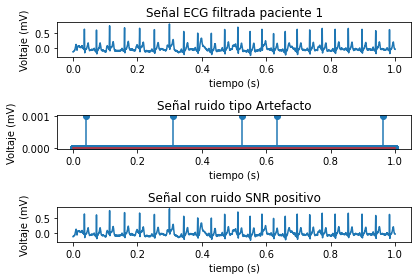 Señal ECG filtrada paciente 1
Voltaje (mV)
0.5
0.0
0.0 0.2 0.4 0.6 0.8 1.0
tiempo (s)
Señal ruido tipo Artefacto
Voltaje (mV)
0.001
0.000
0.0 0.2 0.4 0.6 0.8 1.0
tiempo (s)
Señal con ruido SNR positivo
Voltaje (mV)
0.5
0.0
0.0 0.2 0.4 0.6 0.8 1.0
tiempo (s)